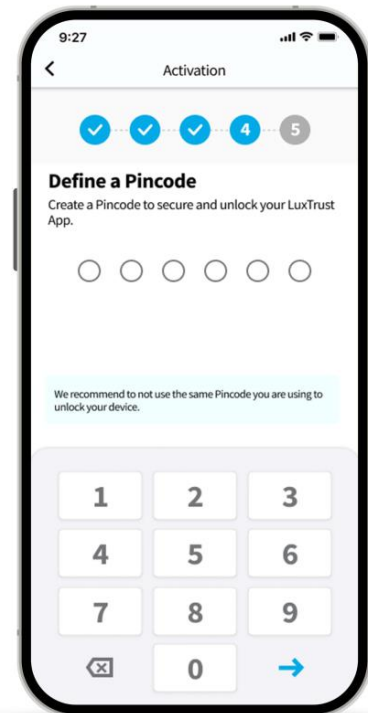 9:27
Activation
4 5
Define a Pincode
Create a Pincode to secure and unlock your LuxTrust
App.
We recommend to not use the same Pincode you are using to
unlock your device.
1 2 3
4 5 6
7 8 9
0